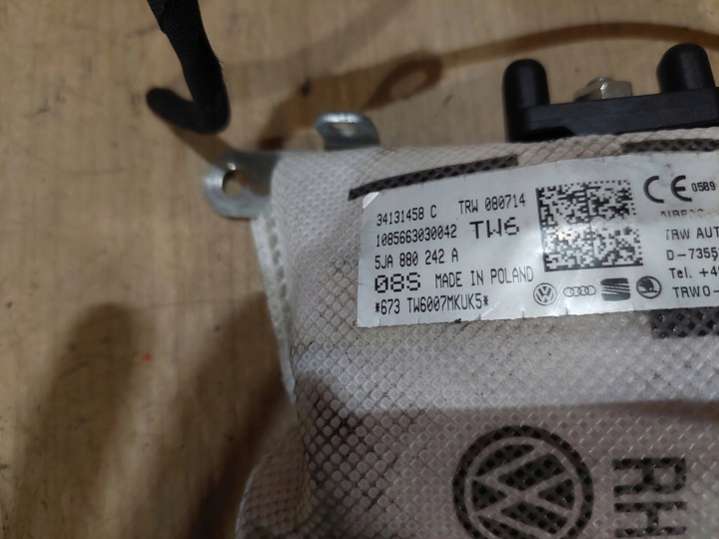 34131458 C TRW 080714
1085663030042 TW6
5JA 880 242 A
08S MADE IN POLAND
*673 TW6007MKUK5*
CE 0589
TRW AUT
D-7355
Tel. +4
TRWO-
RH